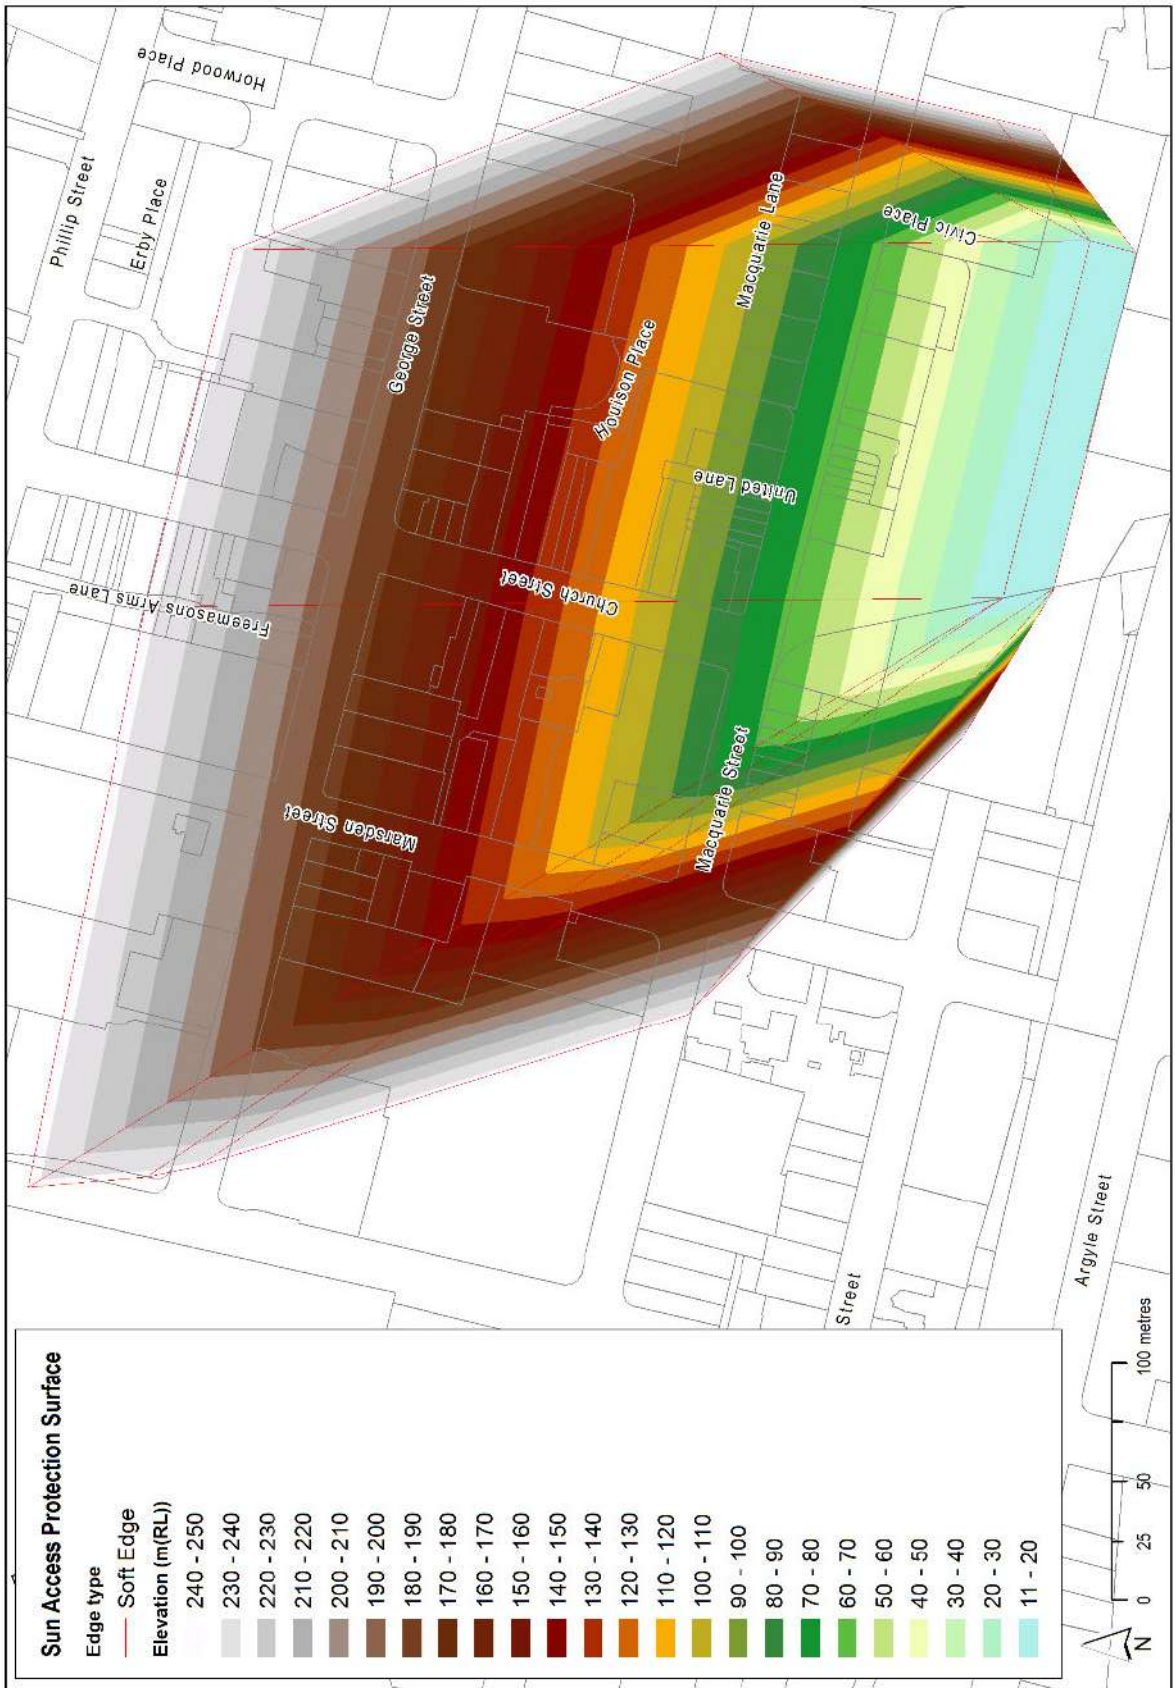 Sun Access Protection Surface
Edge type
Soft Edge
Elevation (m(RL))
240 - 250
230 - 240
220 - 230
210 - 220
200 - 210
190 - 200
180 - 190
170 - 180
160 - 170
150 - 160
140 - 150
130 - 140
120 - 130
110 - 120
100 - 110
90 - 100
80 - 90
70 - 80
60 - 70
50 - 60
40 - 50
30 - 40
20 - 30
11 - 20
N
0 25 50 100 metres
Phillip Street
Horwood Place
Erby Place
George Street
Freemasons Arms Lane
Houison Place
Macquarie Lane
Civic Place
United Lane
Church Street
Marsden Street
Macquarie Street
Street
Argyle Street